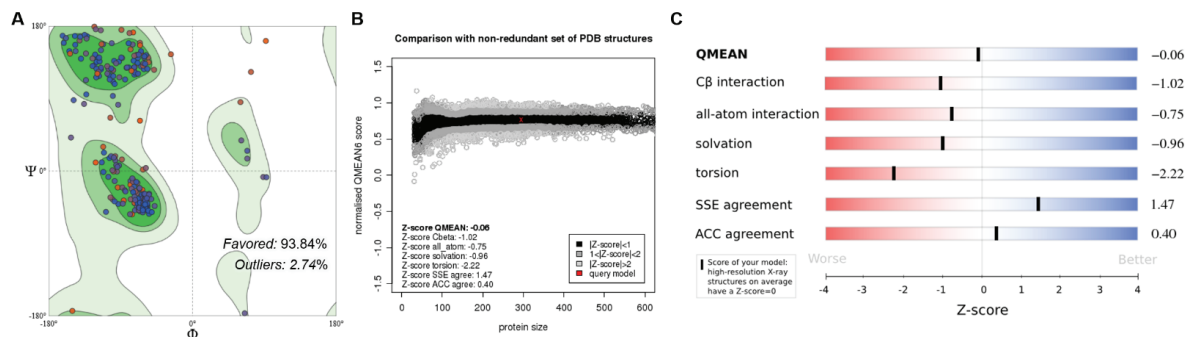 A
180°
0°
-180°
-180°
0°
180°
Ψ
Φ
Favored: 93.84%
Outliers: 2.74%
B
Comparison with non-redundant set of PDB structures
normalised QMEAN6 score
1.5
1.0
0.5
0.0
-0.5
-1.0
-1.5
Z-score QMEAN: -0.06
Z-score Cbeta: -1.02
Z-score all_atom: -0.75
Z-score solvation: -0.96
Z-score torsion: -2.22
Z-score SSE agree: 1.47
Z-score ACC agree: 0.40
|Z-score|<1
1<|Z-score|<2
|Z-score|>2
query model
0 100 200 300 400 500 600
protein size
C
QMEAN -0.06
Cβ interaction -1.02
all-atom interaction -0.75
solvation -0.96
torsion -2.22
SSE agreement 1.47
ACC agreement 0.40
Worse Better
Score of your model:
high-resolution X-ray
structures on average
have a Z-score=0
-4 -3 -2 -1 0 1 2 3 4
Z-score